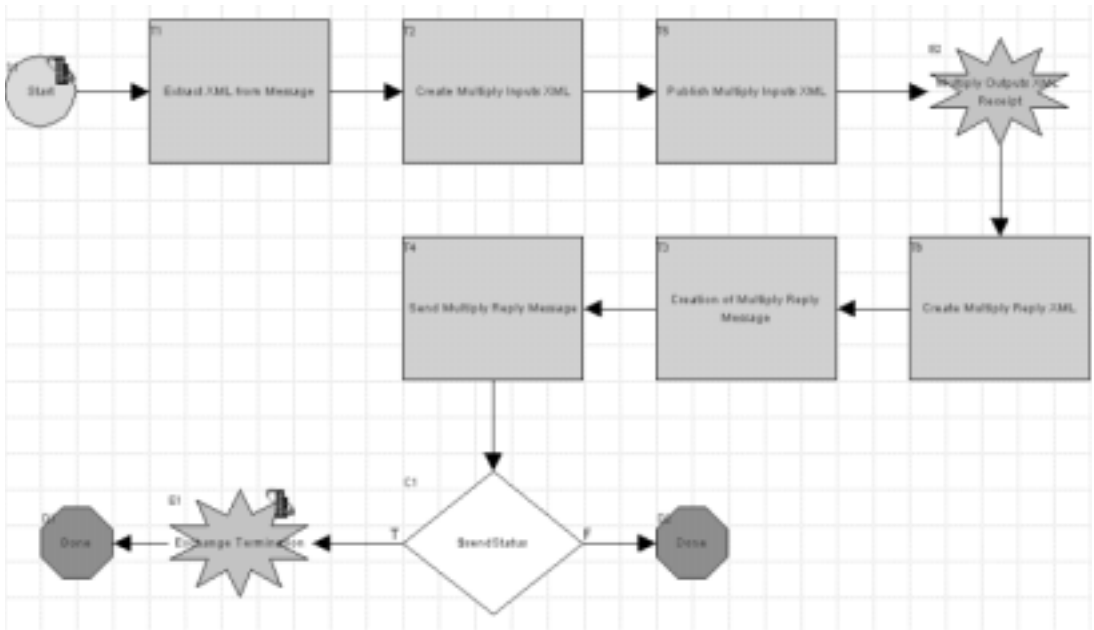 Start
T1
Extract XML from Message
T2
Create Multiply Inputs XML
T5
Publish Multiply Inputs XML
E2
Multiply Outputs XML
Receipt
T4
Send Multiply Reply Message
T3
Creation of Multiply Reply
Message
Create Multiply Reply XML
C1
$sendStatus
T
F
E1
Exchange Termination
Done
Done